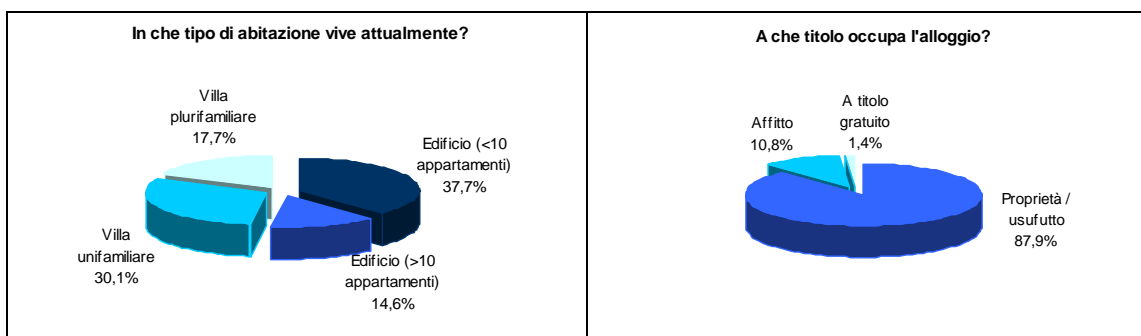 In che tipo di abitazione vive attualmente?
Villa
plurifamiliare
17,7%
Edificio (<10
appartamenti)
37,7%
Villa
unifamiliare
30,1%
Edificio (>10
appartamenti)
14,6%
A che titolo occupa l'alloggio?
Affitto
10,8%
A titolo
gratuito
1,4%
Proprietà /
usufutto
87,9%